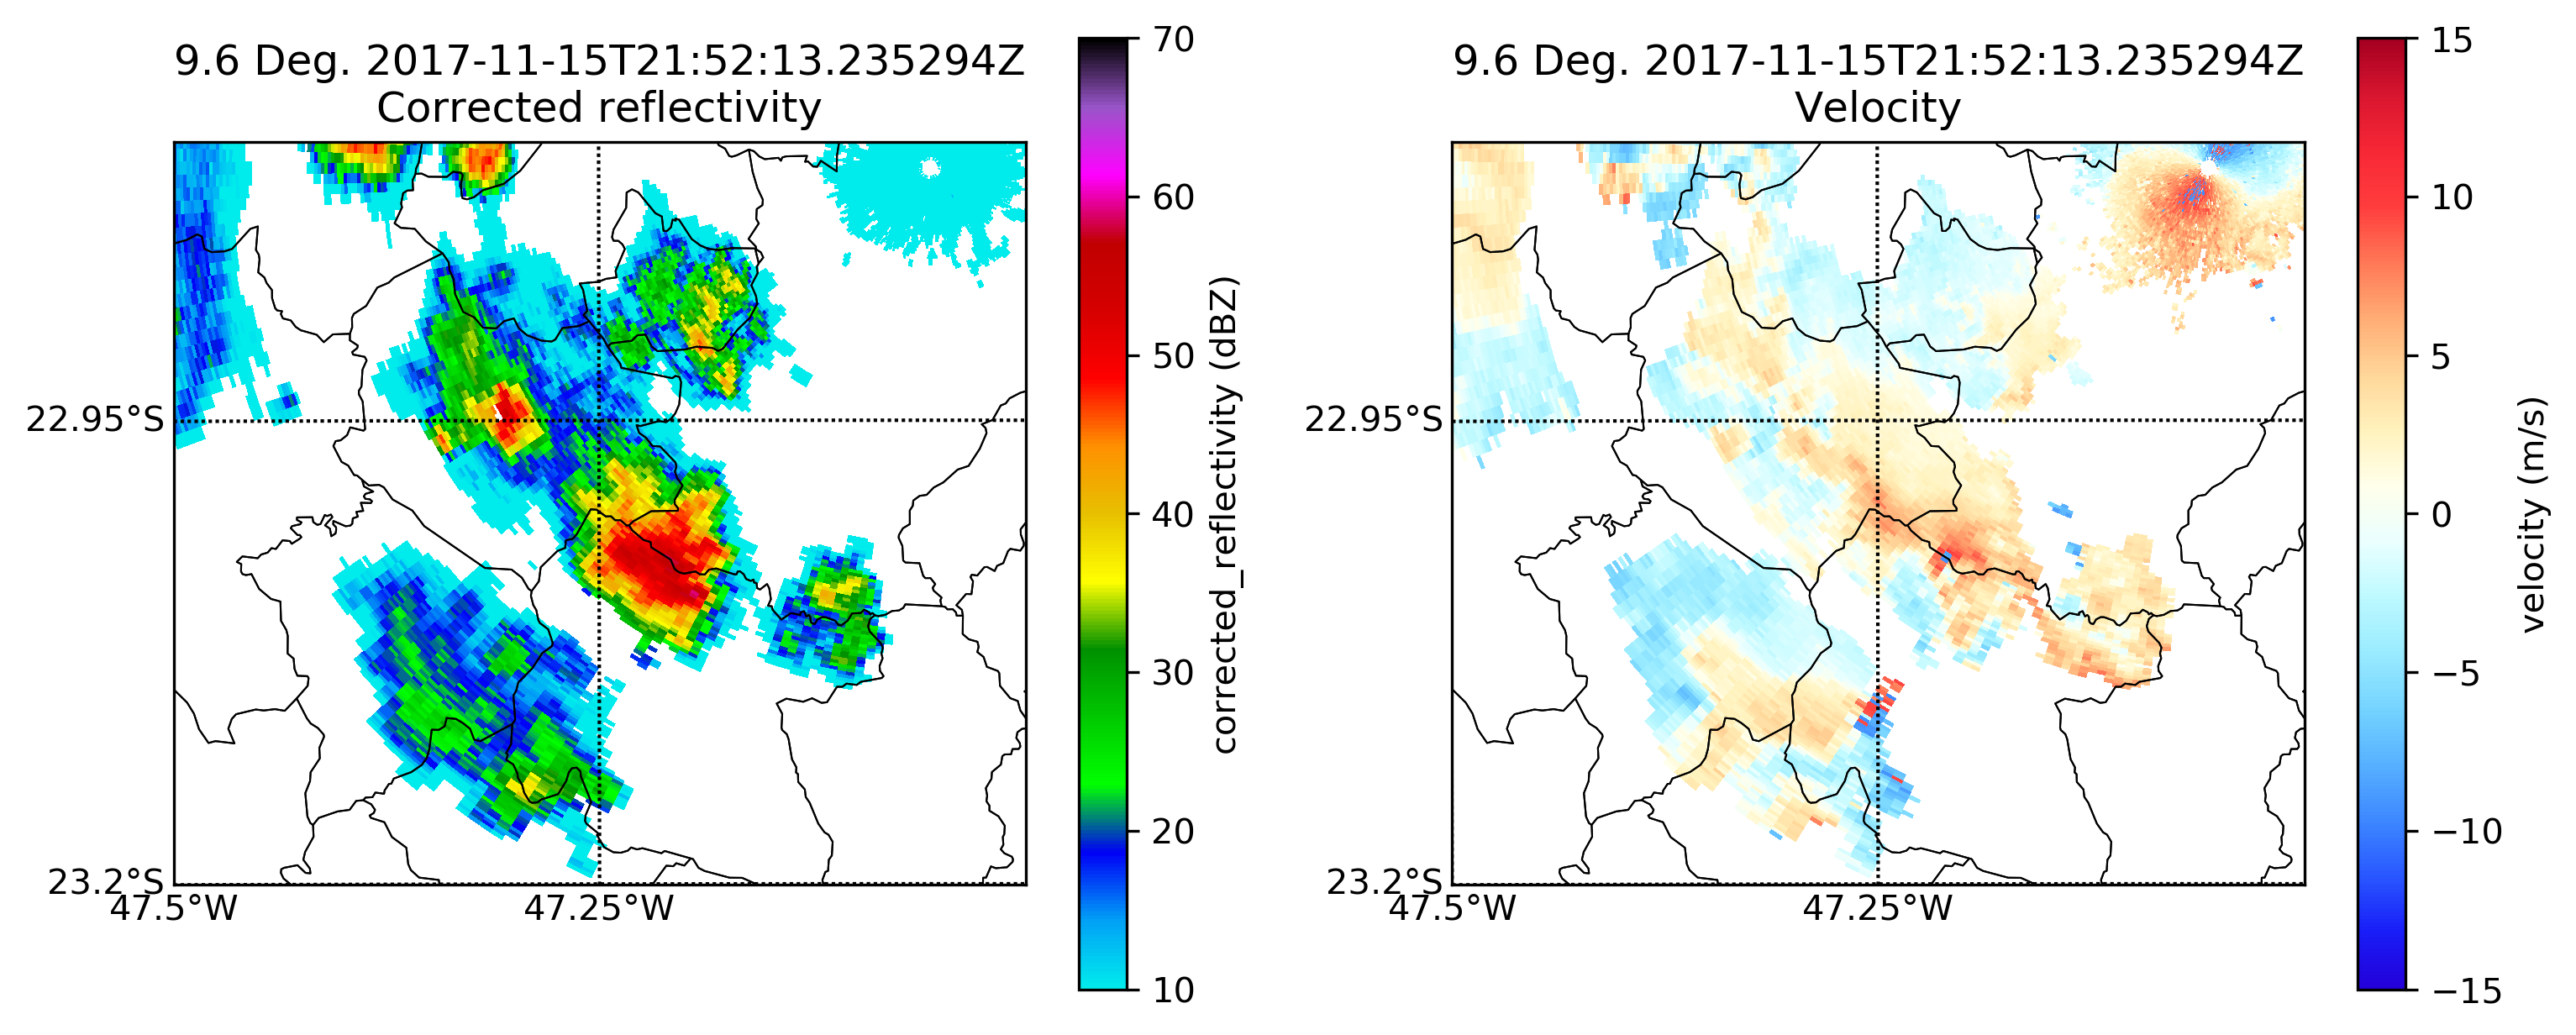 9.6 Deg. 2017-11-15T21:52:13.235294Z
Corrected reflectivity
22.95°S
23.2°S
47.5°W
47.25°W
70
60
50
40
30
20
10
corrected_reflectivity (dBZ)
9.6 Deg. 2017-11-15T21:52:13.235294Z
Velocity
22.95°S
23.2°S
47.5°W
47.25°W
15
10
5
0
−5
−10
−15
velocity (m/s)